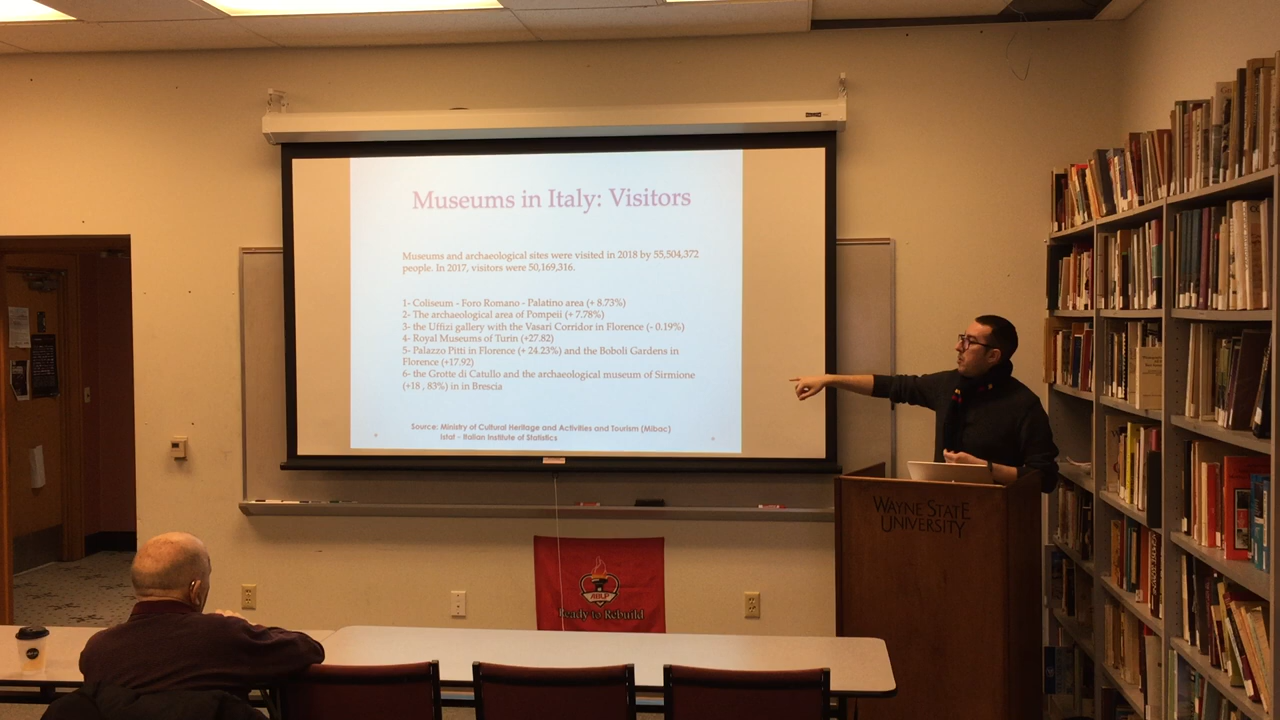 Museums in Italy: Visitors
Museums and archaeological sites were visited in 2018 by 55,504,372
people. In 2017, visitors were 50,169,316.
1- Coliseum - Foro Romano - Palatino area (+ 8.73%)
2- The archaeological area of Pompeii (+ 7.78%)
3- the Uffizi gallery with the Vasari Corridor in Florence (- 0.19%)
4- Royal Museums of Turin (+27.82)
5- Palazzo Pitti in Florence (+ 24.23%) and the Boboli Gardens in
Florence (+17.92)
6- the Grotte di Catullo and the archaeological museum of Sirmione
(+18 , 83%) in in Brescia
Source: Ministry of Cultural Heritage and Activities and Tourism (Mibac)
Istat - Italian Institute of Statistics
WAYNE STATE
UNIVERSITY
Ready to Rebuild